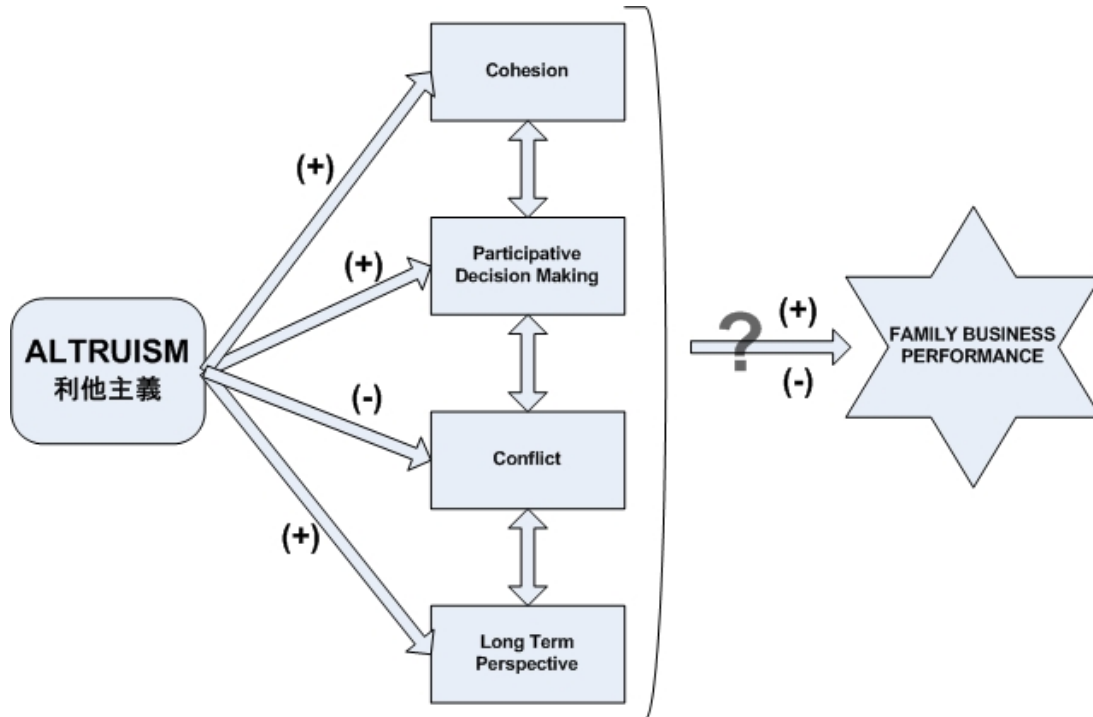 Cohesion
(+)
Participative
Decision Making
(+)
ALTRUISM
利他主義
(-)
Conflict
(+)
Long Term
Perspective
?
(+)
(-)
FAMILY BUSINESS
PERFORMANCE